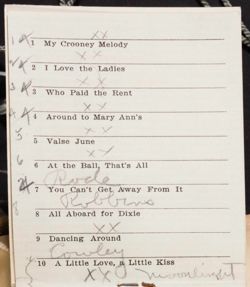 XX
1 My Crooney Melody
XX
2 I Love the Ladies
XX
3 Who Paid the Rent
XX
4 Around to Mary Ann's
XX
5 Valse June
XX
6 At the Ball, That's All
Rode
7 You Can't Get Away From It
Robbins
8 All Aboard for Dixie
9 Dancing Around
Cowley
10 A Little Love, a Little Kiss
XX Moonlight